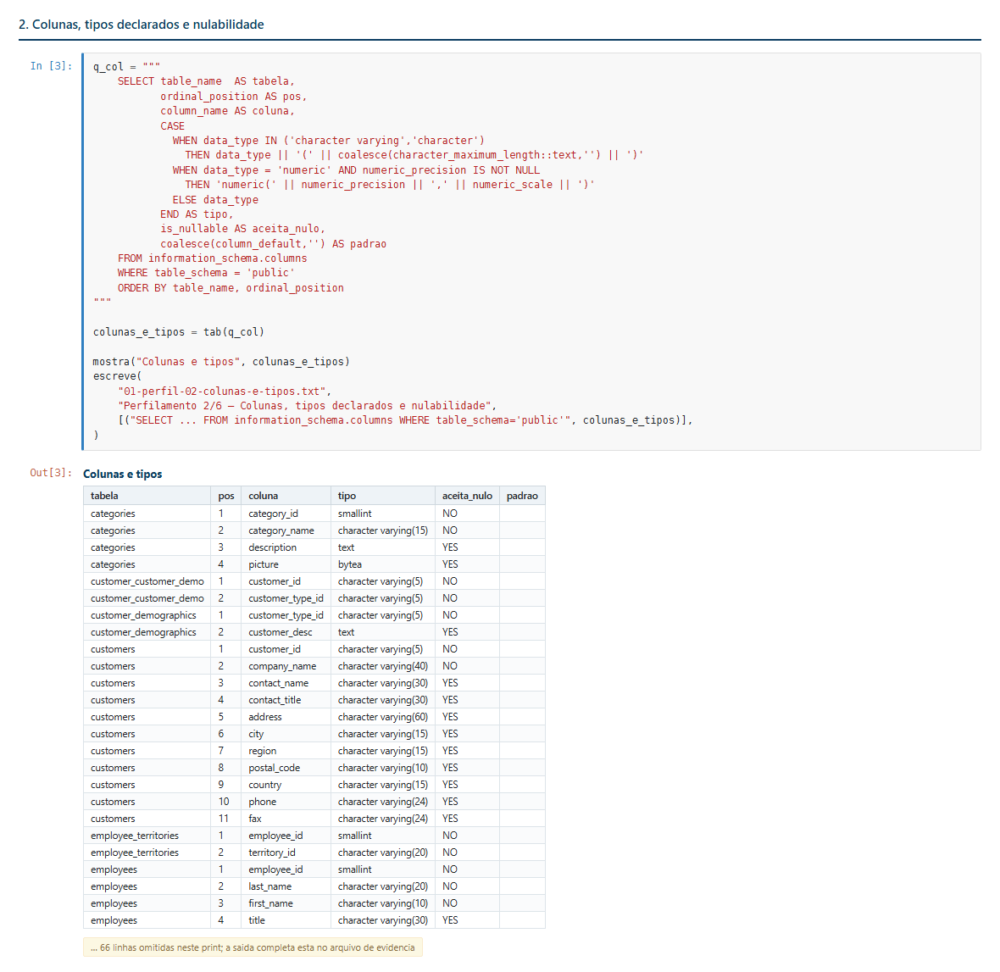 2. Colunas, tipos declarados e nulabilidade
In [3]:
q_col = """
    SELECT table_name  AS tabela,
           ordinal_position AS pos,
           column_name AS coluna,
           CASE
             WHEN data_type IN ('character varying','character')
               THEN data_type || '(' || coalesce(character_maximum_length::text,'') || ')'
             WHEN data_type = 'numeric' AND numeric_precision IS NOT NULL
               THEN 'numeric(' || numeric_precision || ',' || numeric_scale || ')'
             ELSE data_type
           END AS tipo,
           is_nullable AS aceita_nulo,
           coalesce(column_default,'') AS padrao
    FROM information_schema.columns
    WHERE table_schema = 'public'
    ORDER BY table_name, ordinal_position
"""
colunas_e_tipos = tab(q_col)
mostra("Colunas e tipos", colunas_e_tipos)
escreve(
    "01-perfil-02-colunas-e-tipos.txt",
    "Perfilamento 2/6 — Colunas, tipos declarados e nulabilidade",
    [("SELECT ... FROM information_schema.columns WHERE table_schema='public'", colunas_e_tipos)],
)
Out[3]:
Colunas e tipos
tabela pos coluna tipo aceita_nulo padrao
categories 1 category_id smallint NO
categories 2 category_name character varying(15) NO
categories 3 description text YES
categories 4 picture bytea YES
customer_customer_demo 1 customer_id character varying(5) NO
customer_customer_demo 2 customer_type_id character varying(5) NO
customer_demographics 1 customer_type_id character varying(5) NO
customer_demographics 2 customer_desc text YES
customers 1 customer_id character varying(5) NO
customers 2 company_name character varying(40) NO
customers 3 contact_name character varying(30) YES
customers 4 contact_title character varying(30) YES
customers 5 address character varying(60) YES
customers 6 city character varying(15) YES
customers 7 region character varying(15) YES
customers 8 postal_code character varying(10) YES
customers 9 country character varying(15) YES
customers 10 phone character varying(24) YES
customers 11 fax character varying(24) YES
employee_territories 1 employee_id smallint NO
employee_territories 2 territory_id character varying(20) NO
employees 1 employee_id smallint NO
employees 2 last_name character varying(20) NO
employees 3 first_name character varying(10) NO
employees 4 title character varying(30) YES
... 66 linhas omitidas neste print; a saida completa esta no arquivo de evidencia